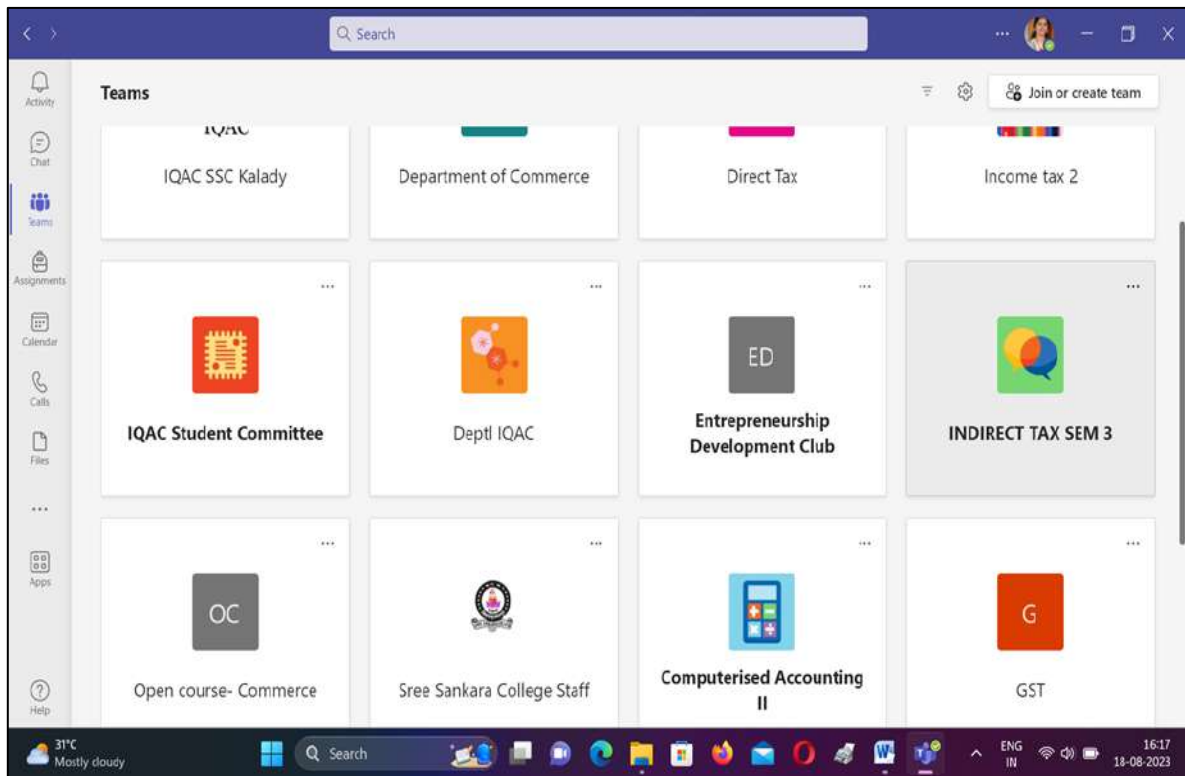 Search
Activity
Teams
Join or create team
Chat
IQAC
IQAC SSC Kalady
Department of Commerce
Direct Tax
Income tax 2
Teams
Assignments
Calendar
Calls
Files
IQAC Student Committee
Deptl IQAC
ED
Entrepreneurship
Development Club
INDIRECT TAX SEM 3
Apps
Help
OC
Open course- Commerce
Sree Sankara College Staff
Computerised Accounting
II
G
GST
31°C
Mostly cloudy
Search
W
ENG
IN
16:17
18-08-2023